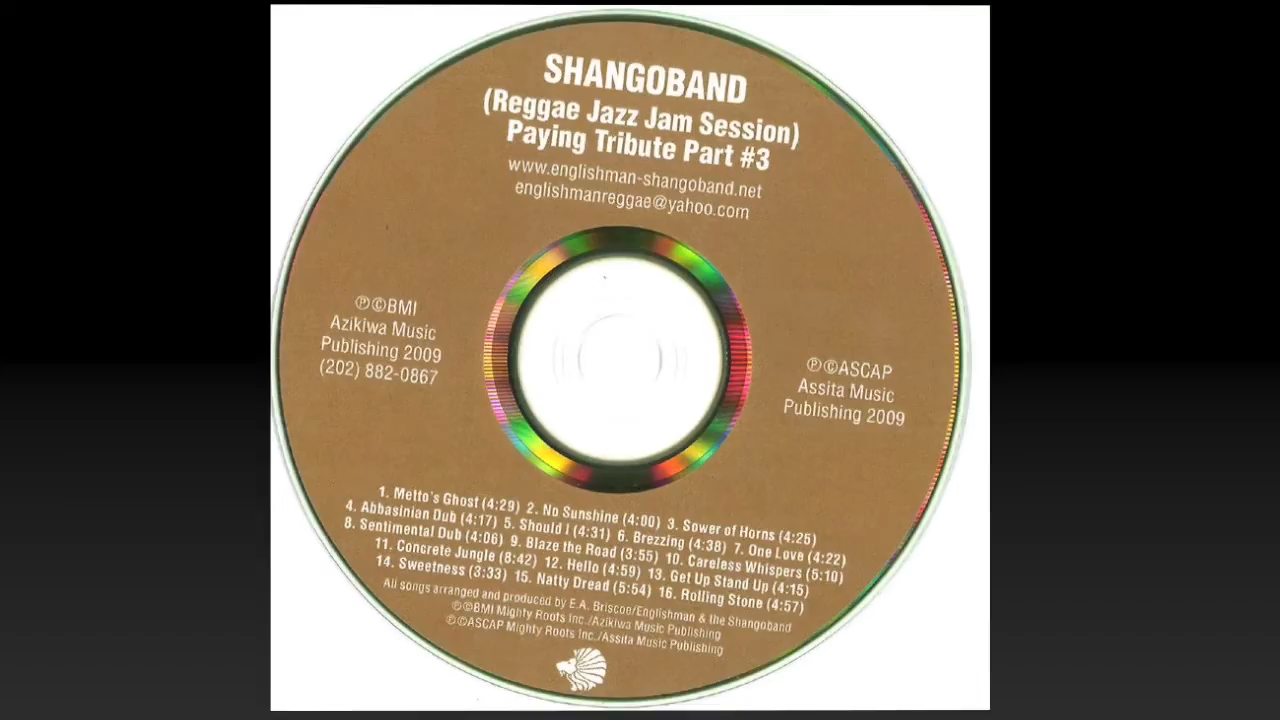 SHANGOBAND
(Reggae Jazz Jam Session)
Paying Tribute Part #3
www.englishman-shangoband.net
englishmanreggae@yahoo.com
℗©BMI
Azikiwa Music
Publishing 2009
(202) 882-0867
℗©ASCAP
Assita Music
Publishing 2009
1. Metto's Ghost (4:29) 2. No Sunshine (4:00) 3. Sower of Horns (4:25)
4. Abbasinian Dub (4:17) 5. Should I (4:31) 6. Brezzing (4:38) 7. One Love (4:22)
8. Sentimental Dub (4:06) 9. Blaze the Road (3:55) 10. Careless Whispers (5:10)
11. Concrete Jungle (8:42) 12. Hello (4:59) 13. Get Up Stand Up (4:15)
14. Sweetness (3:33) 15. Natty Dread (5:54) 16. Rolling Stone (4:57)
All songs arranged and produced by E.A. Briscoe/Englishman & the Shangoband
℗©BMI Mighty Roots Inc./Azikiwa Music Publishing
℗©ASCAP Mighty Roots Inc./Assita Music Publishing